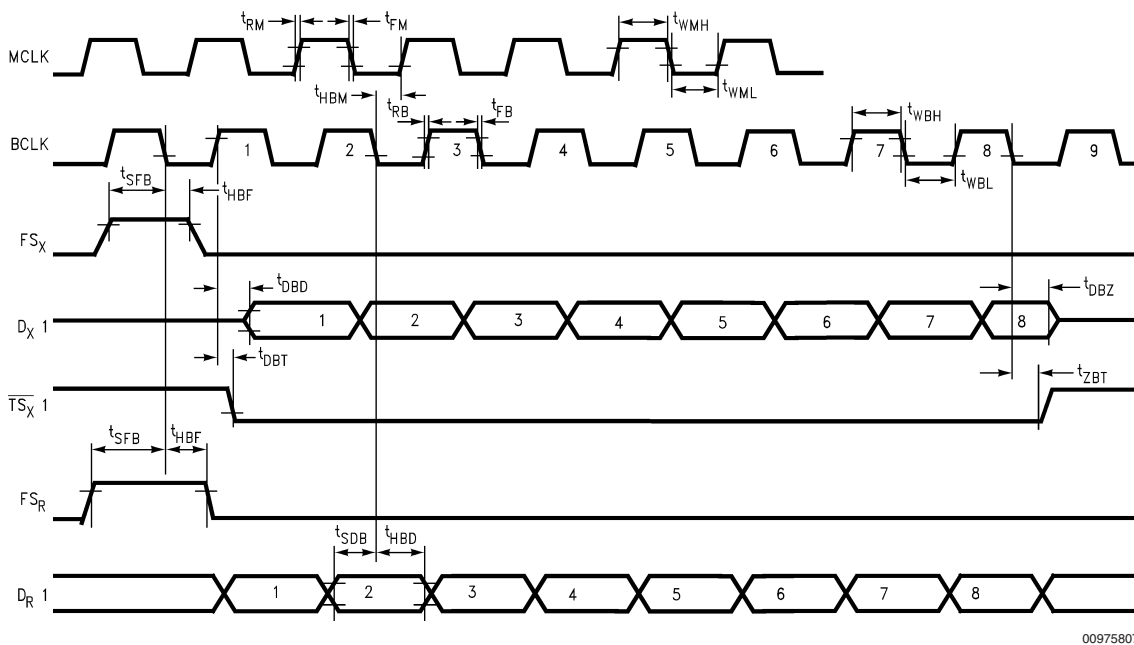 tRM tFM tWMH
MCLK
tHBM tWML
tRB tFB tWBH
BCLK 1 2 3 4 5 6 7 8 9
tSFB tHBF tWBL
FSX
tDBD tDBZ
DX 1 1 2 3 4 5 6 7 8
tDBT tZBT
TSX 1
tSFB tHBF
FSR
tSDB tHBD
DR 1 1 2 3 4 5 6 7 8
00975807